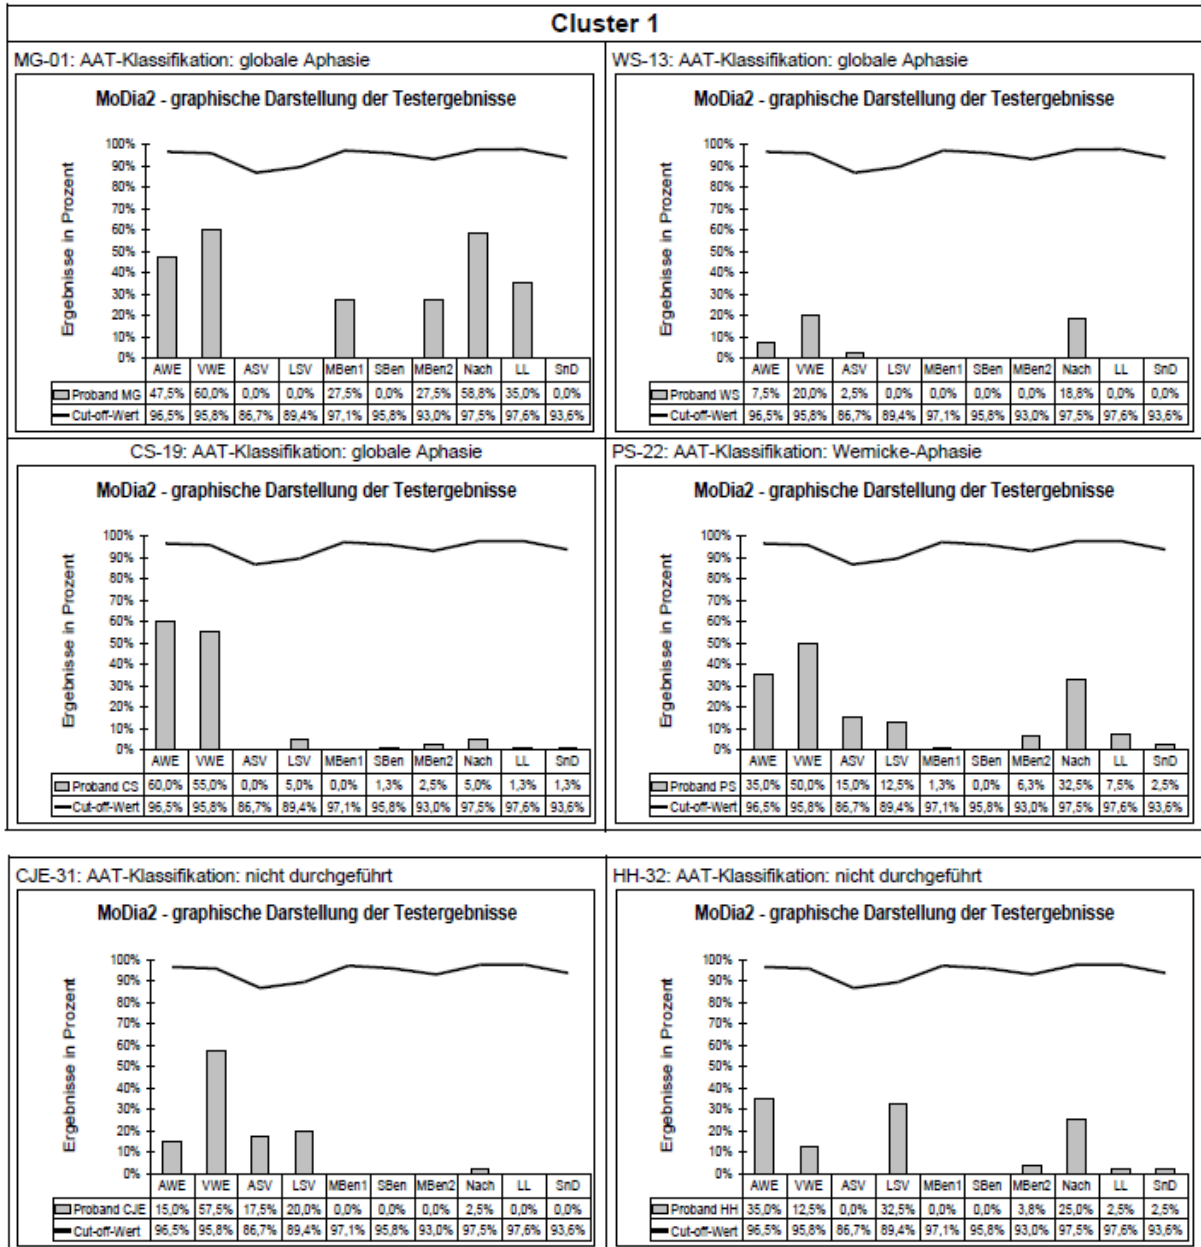 Cluster 1
MG-01: AAT-Klassifikation: globale Aphasie
MoDia2 - graphische Darstellung der Testergebnisse
Ergebnisse in Prozent
100%
90%
80%
70%
60%
50%
40%
30%
20%
10%
0%
AWE VWE ASV LSV MBen1 SBen MBen2 Nach LL SnD
Proband MG 47,5% 60,0% 0,0% 0,0% 27,5% 0,0% 27,5% 58,8% 35,0% 0,0%
Cut-off-Wert 96,5% 95,8% 86,7% 89,4% 97,1% 95,8% 93,0% 97,5% 97,6% 93,6%
WS-13: AAT-Klassifikation: globale Aphasie
MoDia2 - graphische Darstellung der Testergebnisse
Ergebnisse in Prozent
100%
90%
80%
70%
60%
50%
40%
30%
20%
10%
0%
AWE VWE ASV LSV MBen1 SBen MBen2 Nach LL SnD
Proband WS 7,5% 20,0% 2,5% 0,0% 0,0% 0,0% 0,0% 18,8% 0,0% 0,0%
Cut-off-Wert 96,5% 95,8% 86,7% 89,4% 97,1% 95,8% 93,0% 97,5% 97,6% 93,6%
CS-19: AAT-Klassifikation: globale Aphasie
MoDia2 - graphische Darstellung der Testergebnisse
Ergebnisse in Prozent
100%
90%
80%
70%
60%
50%
40%
30%
20%
10%
0%
AWE VWE ASV LSV MBen1 SBen MBen2 Nach LL SnD
Proband CS 60,0% 55,0% 0,0% 5,0% 0,0% 1,3% 2,5% 5,0% 1,3% 1,3%
Cut-off-Wert 96,5% 95,8% 86,7% 89,4% 97,1% 95,8% 93,0% 97,5% 97,6% 93,6%
PS-22: AAT-Klassifikation: Wernicke-Aphasie
MoDia2 - graphische Darstellung der Testergebnisse
Ergebnisse in Prozent
100%
90%
80%
70%
60%
50%
40%
30%
20%
10%
0%
AWE VWE ASV LSV MBen1 SBen MBen2 Nach LL SnD
Proband PS 35,0% 50,0% 15,0% 12,5% 1,3% 0,0% 6,3% 32,5% 7,5% 2,5%
Cut-off-Wert 96,5% 95,8% 86,7% 89,4% 97,1% 95,8% 93,0% 97,5% 97,6% 93,6%
CJE-31: AAT-Klassifikation: nicht durchgeführt
MoDia2 - graphische Darstellung der Testergebnisse
Ergebnisse in Prozent
100%
90%
80%
70%
60%
50%
40%
30%
20%
10%
0%
AWE VWE ASV LSV MBen1 SBen MBen2 Nach LL SnD
Proband CJE 15,0% 57,5% 17,5% 20,0% 0,0% 0,0% 0,0% 2,5% 0,0% 0,0%
Cut-off-Wert 96,5% 95,8% 86,7% 89,4% 97,1% 95,8% 93,0% 97,5% 97,6% 93,6%
HH-32: AAT-Klassifikation: nicht durchgeführt
MoDia2 - graphische Darstellung der Testergebnisse
Ergebnisse in Prozent
100%
90%
80%
70%
60%
50%
40%
30%
20%
10%
0%
AWE VWE ASV LSV MBen1 SBen MBen2 Nach LL SnD
Proband HH 35,0% 12,5% 0,0% 32,5% 0,0% 0,0% 3,8% 25,0% 2,5% 2,5%
Cut-off-Wert 96,5% 95,8% 86,7% 89,4% 97,1% 95,8% 93,0% 97,5% 97,6% 93,6%